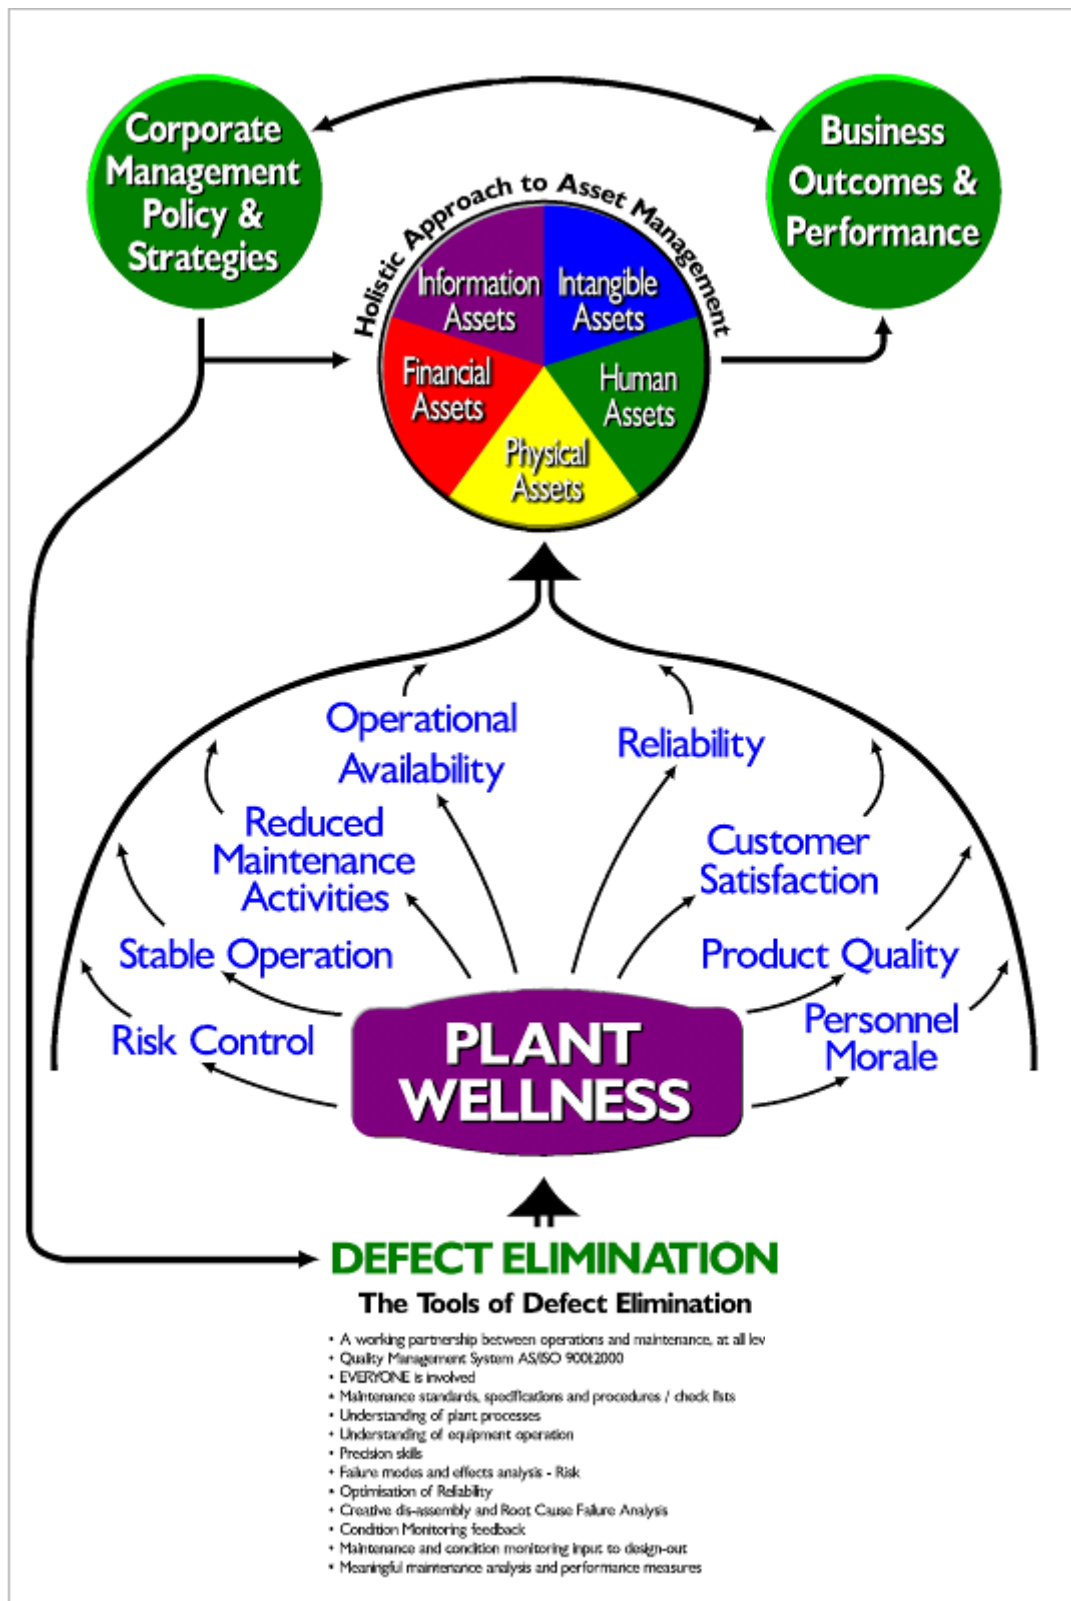 Corporate
Management
Policy &
Strategies
Business
Outcomes &
Performance
Holistic Approach to Asset Management
Information
Assets
Intangible
Assets
Financial
Assets
Human
Assets
Physical
Assets
Operational
Availability
Reliability
Reduced
Maintenance
Activities
Customer
Satisfaction
Stable Operation
Product Quality
Risk Control
Personnel
Morale
PLANT
WELLNESS
DEFECT ELIMINATION
The Tools of Defect Elimination
• A working partnership between operations and maintenance, at all lev
• Quality Management System AS/ISO 9001:2000
• EVERYONE is involved
• Maintenance standards, specifications and procedures / check lists
• Understanding of plant processes
• Understanding of equipment operation
• Precision skills
• Failure modes and effects analysis - Risk
• Optimisation of Reliability
• Creative dis-assembly and Root Cause Failure Analysis
• Condition Monitoring feedback
• Maintenance and condition monitoring input to design-out
• Meaningful maintenance analysis and performance measures